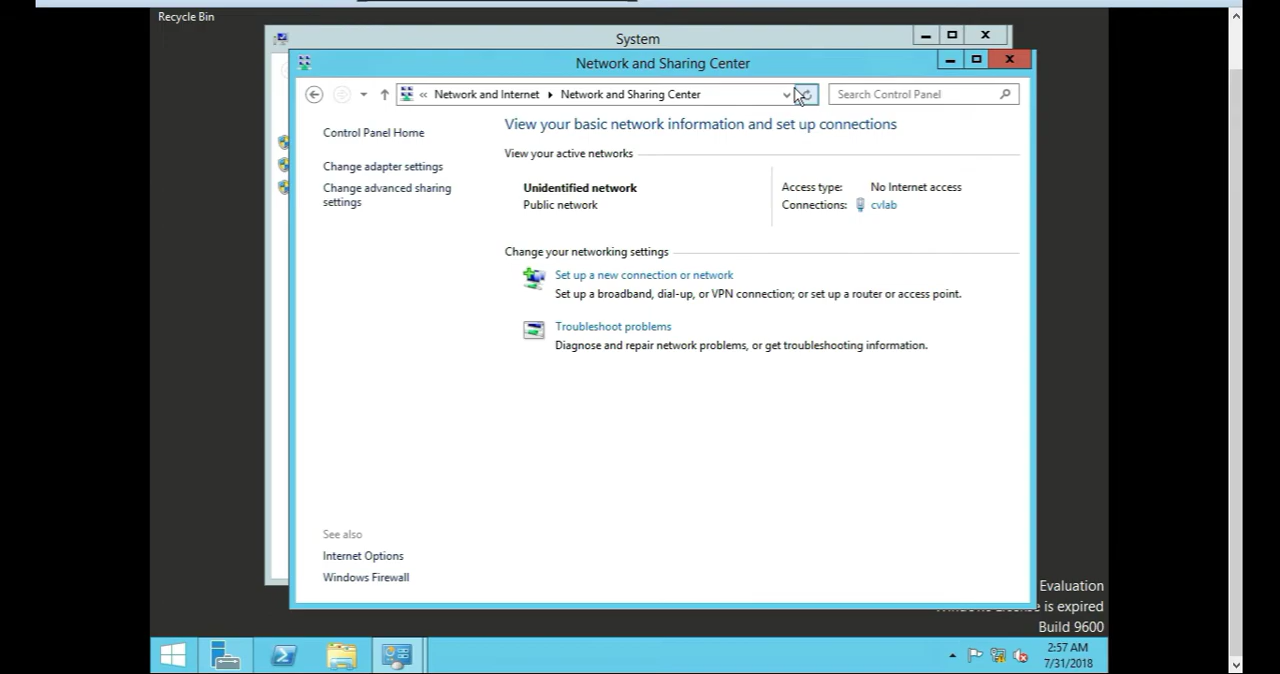 Recycle Bin
System
Network and Sharing Center
« Network and Internet Network and Sharing Center
Search Control Panel
Control Panel Home
Change adapter settings
Change advanced sharing
settings
View your basic network information and set up connections
View your active networks
Unidentified network
Public network
Access type: No Internet access
Connections: cvlab
Change your networking settings
Set up a new connection or network
Set up a broadband, dial-up, or VPN connection; or set up a router or access point.
Troubleshoot problems
Diagnose and repair network problems, or get troubleshooting information.
See also
Internet Options
Windows Firewall
Evaluation
is expired
Build 9600
2:57 AM
7/31/2018